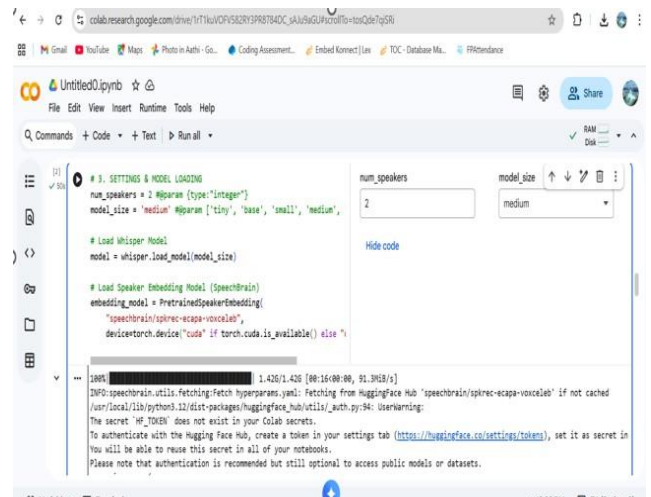 colab.research.google.com/drive/1rT1kuVOFV582RY3PR8784DC_sAJu9aGU#scrollTo=tosQde7qiSRi
Gmail YouTube Maps Photo in Aathi - Go... Coding Assessment... Embed Konnect | Lex TOC - Database Ma... FPAttendance
Untitled0.ipynb
Share
File Edit View Insert Runtime Tools Help
Commands + Code + Text Run all
RAM
Disk
[2]
50s
# 3. SETTINGS & MODEL LOADING
num_speakers = 2 #@param {type:"integer"}
model_size = 'medium' #@param ['tiny', 'base', 'small', 'medium',
# Load Whisper Model
model = whisper.load_model(model_size)
# Load Speaker Embedding Model (SpeechBrain)
embedding_model = PretrainedSpeakerEmbedding(
"speechbrain/spkrec-ecapa-voxceleb",
device=torch.device("cuda" if torch.cuda.is_available() else "
num_speakers
2
model_size
medium
Hide code
100%| 1.42G/1.42G [00:16<00:00, 91.3MiB/s]
INFO:speechbrain.utils.fetching:Fetch hyperparams.yaml: Fetching from HuggingFace Hub 'speechbrain/spkrec-ecapa-voxceleb' if not cached
/usr/local/lib/python3.12/dist-packages/huggingface_hub/utils/_auth.py:94: UserWarning:
The secret `HF_TOKEN` does not exist in your Colab secrets.
To authenticate with the Hugging Face Hub, create a token in your settings tab (https://huggingface.co/settings/tokens), set it as secret in
You will be able to reuse this secret in all of your notebooks.
Please note that authentication is recommended but still optional to access public models or datasets.